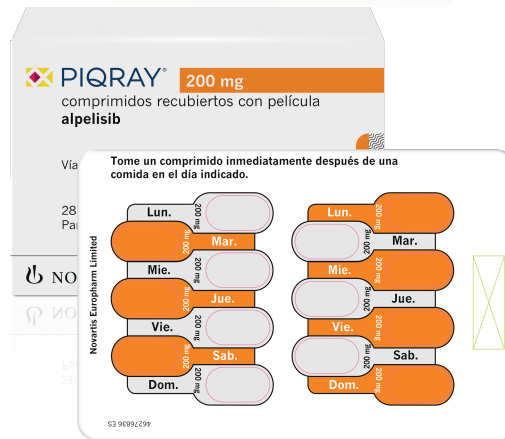 PIQRAY® 200 mg
comprimidos recubiertos con película
alpelisib
Vía
28
NO
Tome un comprimido inmediatamente después de una
comida en el día indicado.
Novartis Europharm Limited
Lun. 200 mg
200 mg Mar.
Mie. 200 mg
200 mg Jue.
Vie. 200 mg
200 mg Sab.
Dom. 200 mg
Lun. 200 mg
200 mg Mar.
Mie. 200 mg
200 mg Jue.
Vie. 200 mg
200 mg Sab.
Dom. 200 mg
46276836 ES